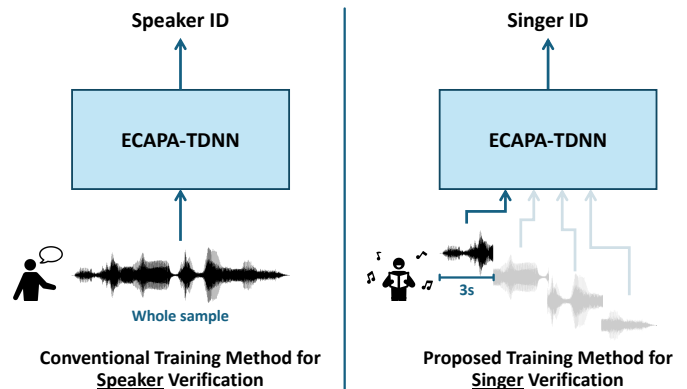 Speaker ID
ECAPA-TDNN
Whole sample
Conventional Training Method for
Speaker Verification
Singer ID
ECAPA-TDNN
3s
Proposed Training Method for
Singer Verification